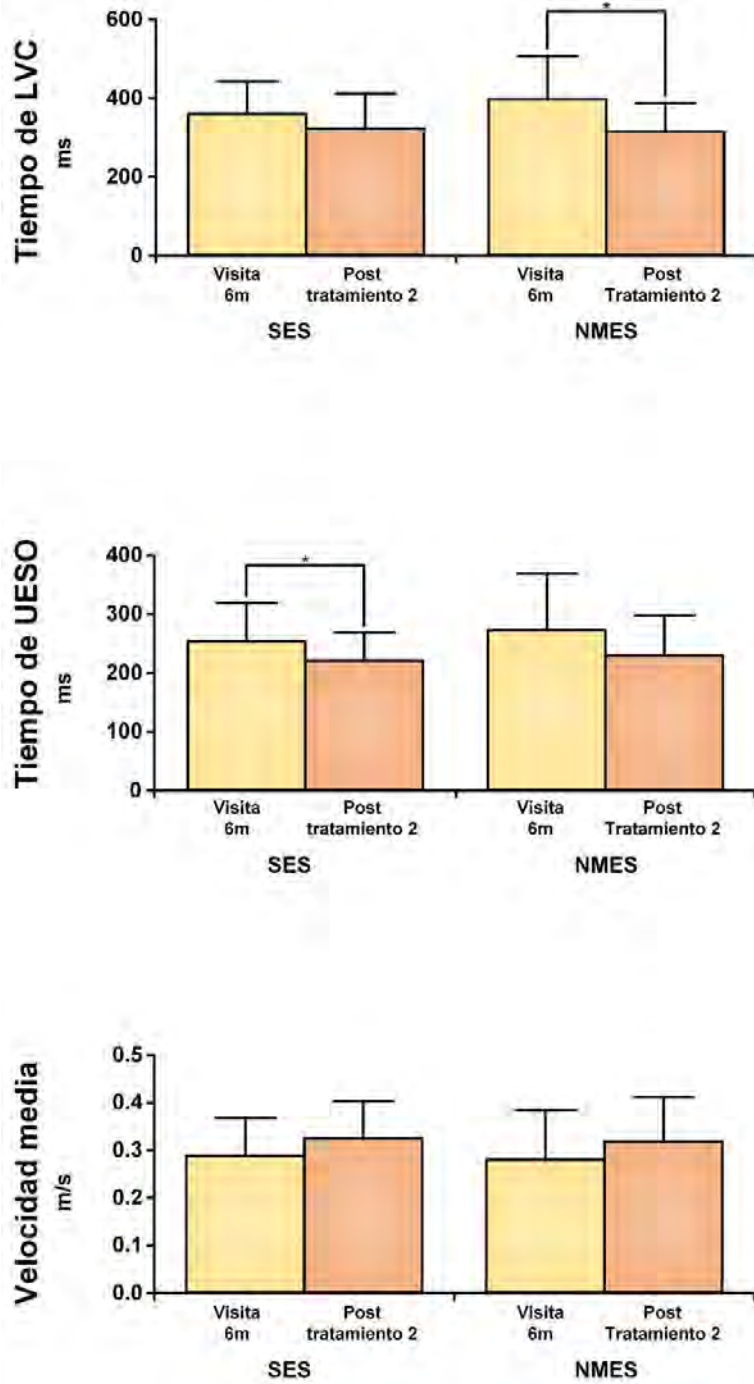 Tiempo de LVC
ms
600
400
200
0
*
Visita
6m
Post
tratamiento 2
Visita
6m
Post
Tratamiento 2
SES
NMES
Tiempo de UESO
ms
400
300
200
100
0
*
Visita
6m
Post
tratamiento 2
Visita
6m
Post
Tratamiento 2
SES
NMES
Velocidad media
m/s
0.5
0.4
0.3
0.2
0.1
0.0
Visita
6m
Post
tratamiento 2
Visita
6m
Post
Tratamiento 2
SES
NMES